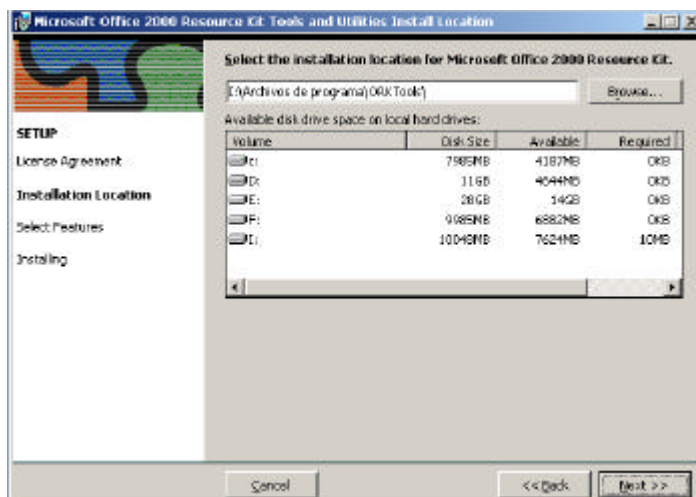 Microsoft Office 2000 Resource Kit Tools and Utilities Install Location
Select the installation location for Microsoft Office 2000 Resource Kit.
I:\Archivos de programa\ORKTools\
Browse...
Available disk drive space on local hard drives:
SETUP
License Agreement
Installation Location
Select Features
Installing
Volume Disk Size Available Required
C: 7985MB 4187MB 0KB
D: 11GB 4644MB 0KB
E: 28GB 14GB 0KB
F: 9985MB 6882MB 0KB
I: 10048MB 7624MB 10MB
Cancel
<< Back
Next >>